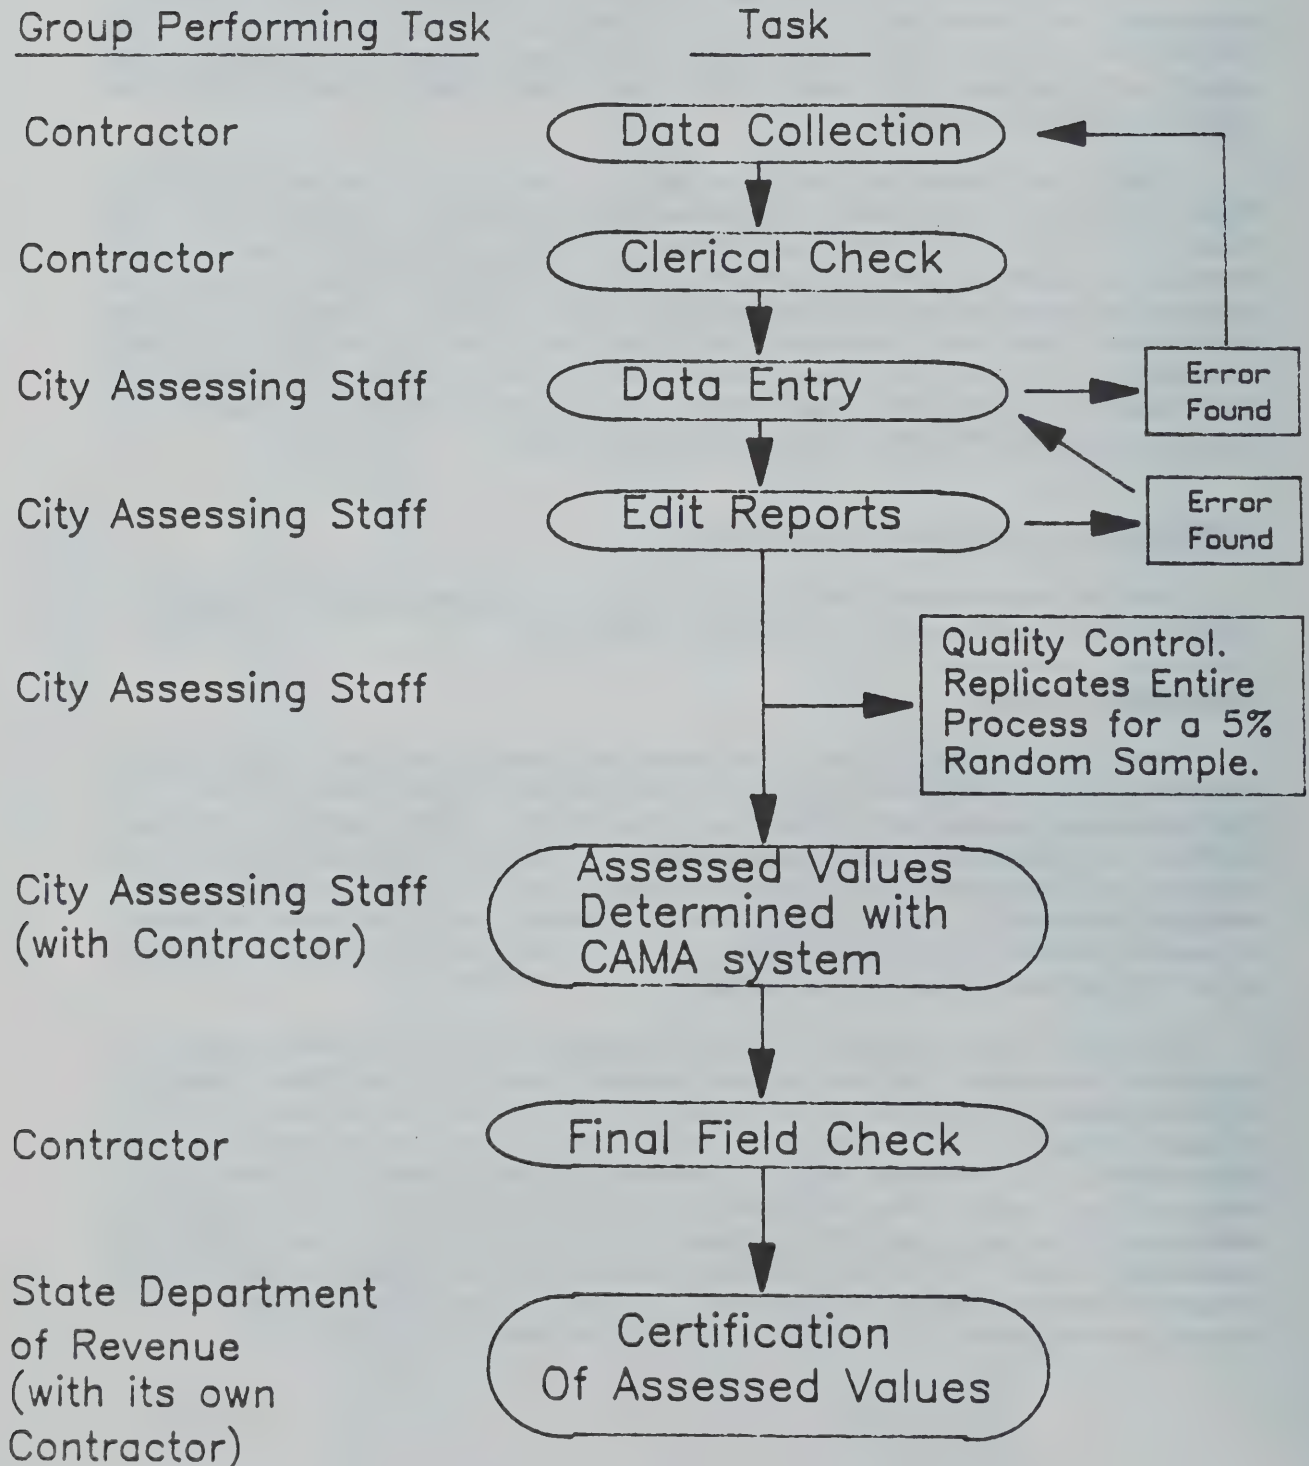 Group Performing Task
Task
Contractor
Data Collection
Contractor
Clerical Check
City Assessing Staff
Data Entry
Error
Found
City Assessing Staff
Edit Reports
Error
Found
City Assessing Staff
Quality Control.
Replicates Entire
Process for a 5%
Random Sample.
City Assessing Staff
(with Contractor)
Assessed Values
Determined with
CAMA system
Contractor
Final Field Check
State Department
of Revenue
(with its own
Contractor)
Certification
Of Assessed Values